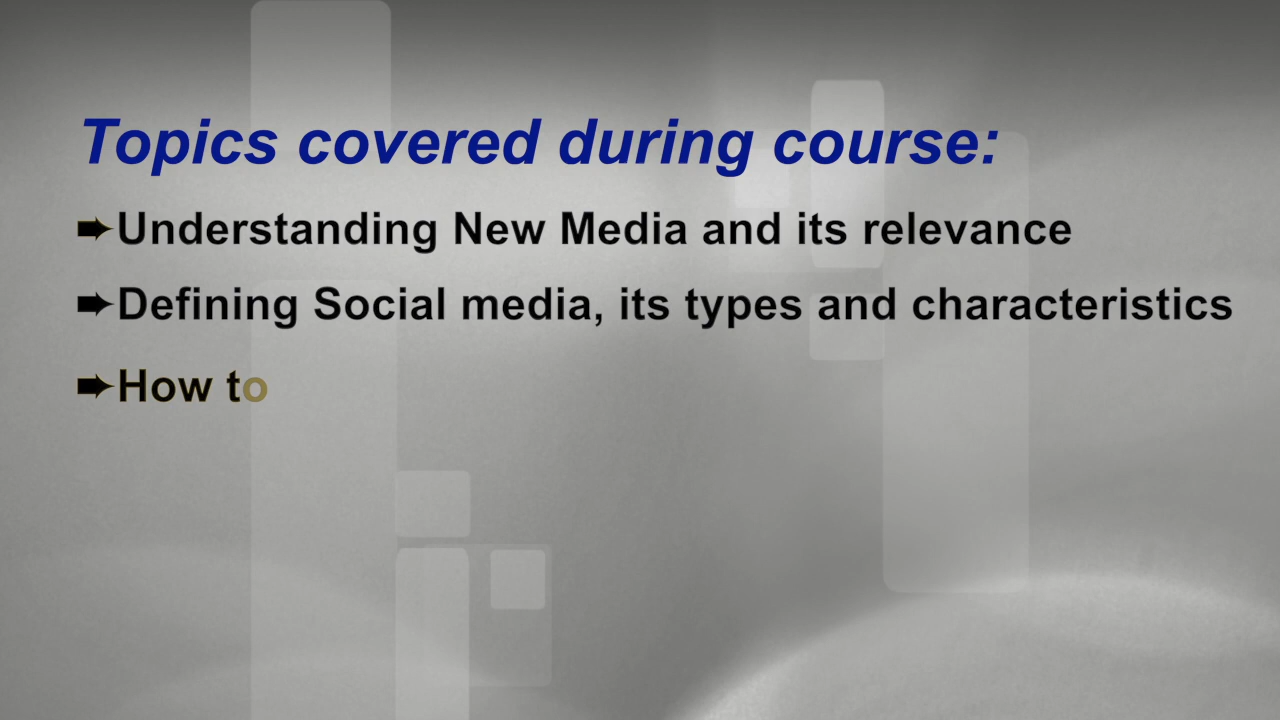 Topics covered during course:
➨Understanding New Media and its relevance
➨Defining Social media, its types and characteristics
➨How to